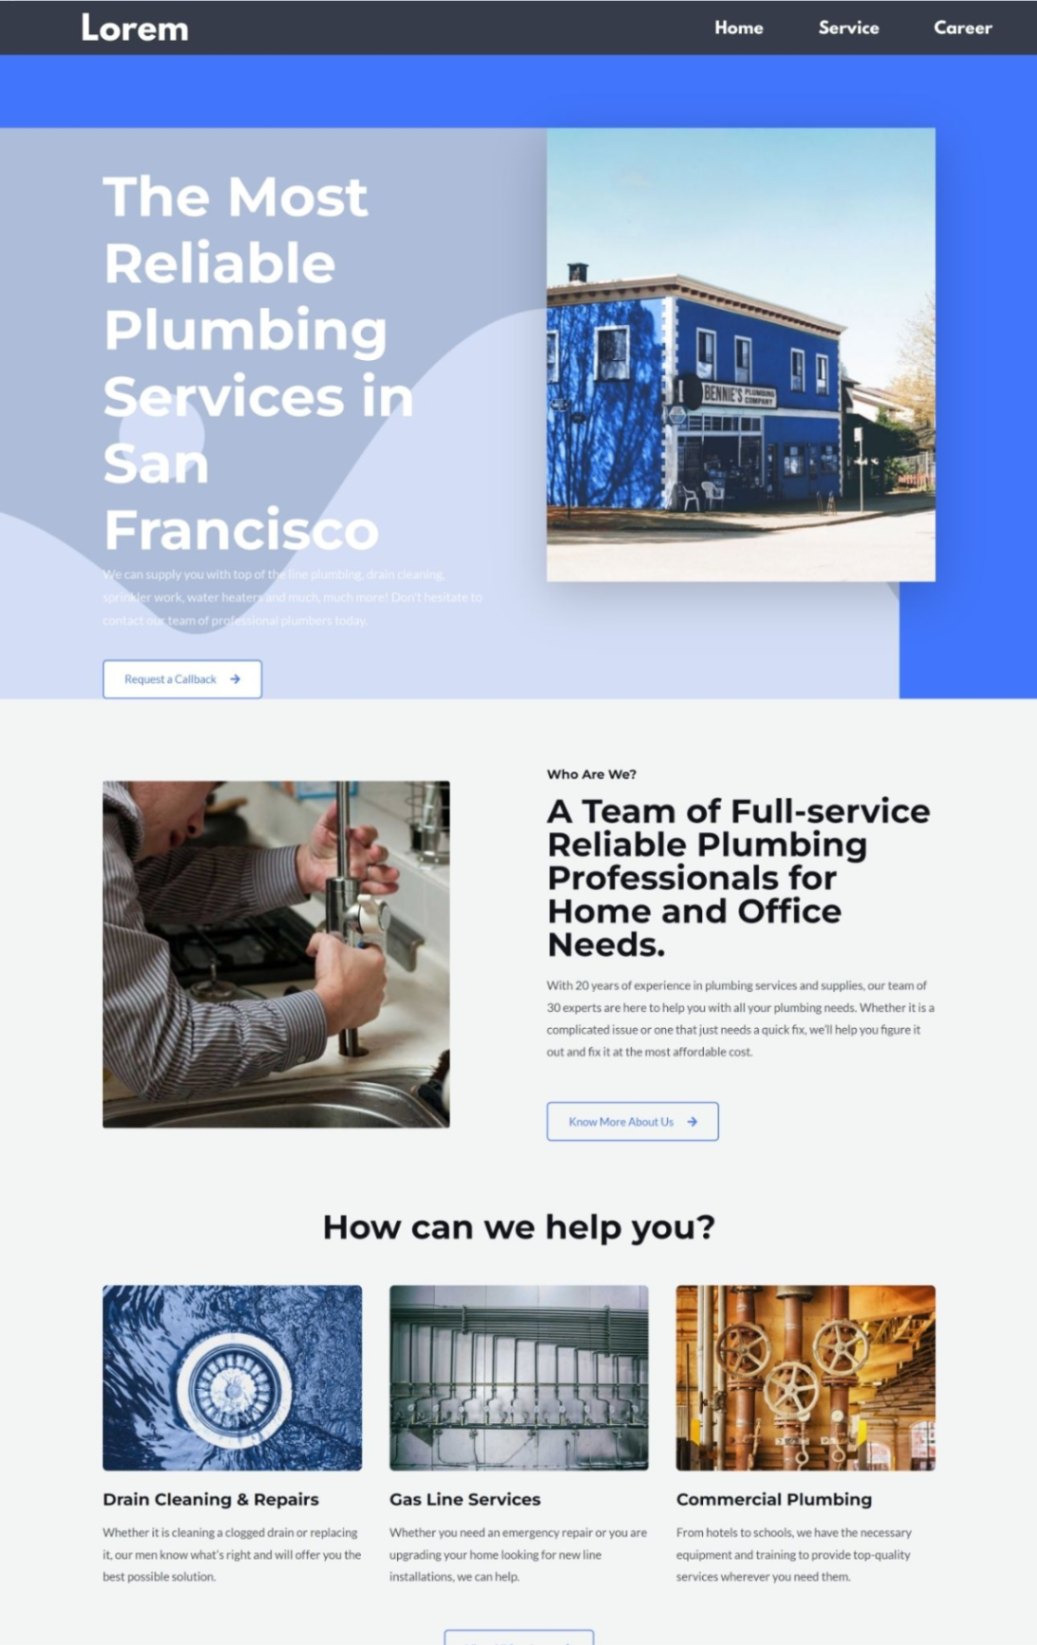 Lorem
Home Service Career
The Most
Reliable
Plumbing
Services in
San
Francisco
We can supply you with top of the line plumbing, drain cleaning,
sprinkler work, water heaters and much, much more! Don't hesitate to
contact our team of professional plumbers today.
Request a Callback
BENNIE'S PLUMBING COMPANY
Who Are We?
A Team of Full-service
Reliable Plumbing
Professionals for
Home and Office
Needs.
With 20 years of experience in plumbing services and supplies, our team of
30 experts are here to help you with all your plumbing needs. Whether it is a
complicated issue or one that just needs a quick fix, we'll help you figure it
out and fix it at the most affordable cost.
Know More About Us
How can we help you?
Drain Cleaning & Repairs
Whether it is cleaning a clogged drain or replacing
it, our men know what's right and will offer you the
best possible solution.
Gas Line Services
Whether you need an emergency repair or you are
upgrading your home looking for new line
installations, we can help.
Commercial Plumbing
From hotels to schools, we have the necessary
equipment and training to provide top-quality
services wherever you need them.